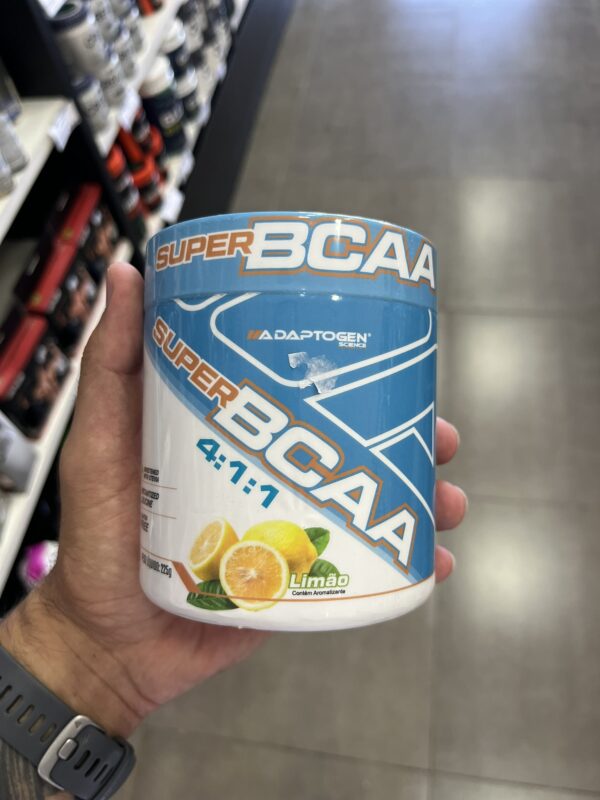 SUPER BCAA
ADAPTOGEN®
SCIENCE
SUPER BCAA
4:1:1
225g
Limão
Contém Aromatizante